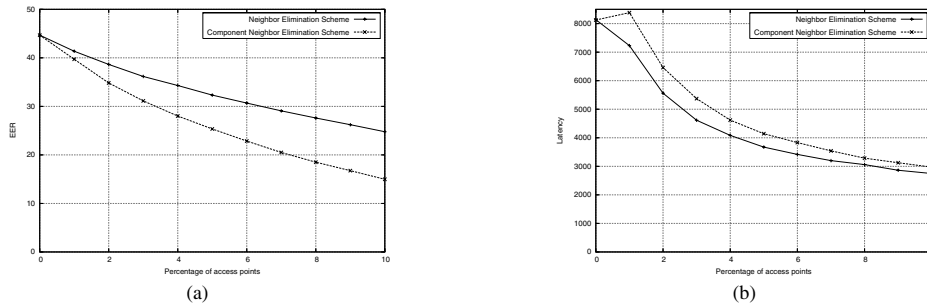 50
40
30
20
10
0
EER
0 2 4 6 8 10
Percentage of access points
Neighbor Elimination Scheme
Component Neighbor Elimination Scheme
(a)
8000
7000
6000
5000
4000
3000
2000
1000
0
Latency
0 2 4 6 8
Percentage of access points
Neighbor Elimination Scheme
Component Neighbor Elimination Scheme
(b)